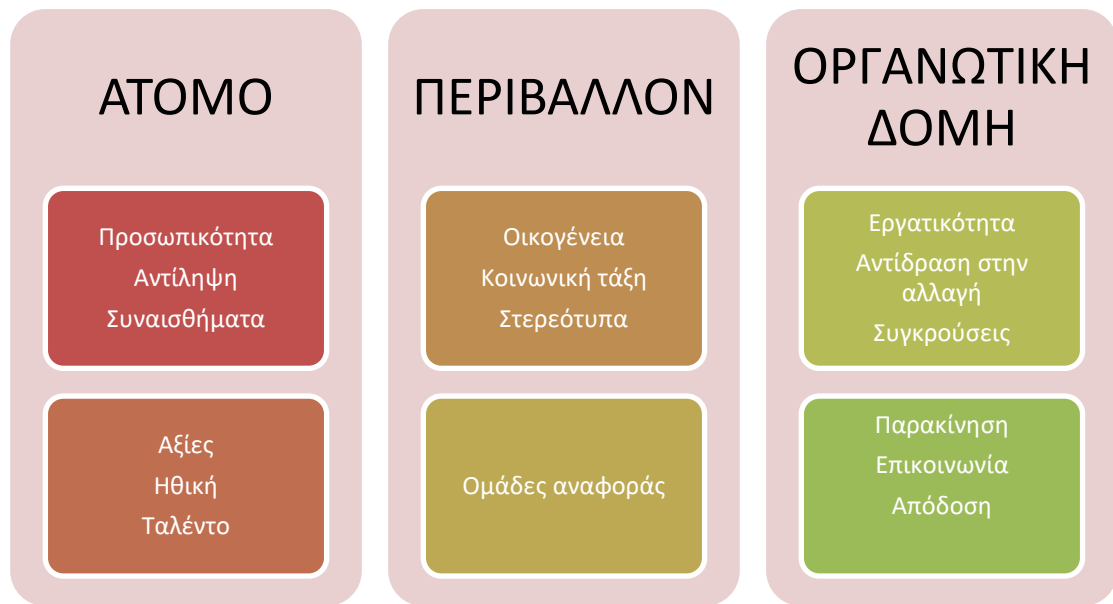 ΑΤΟΜΟ
Προσωπικότητα
Αντίληψη
Συναισθήματα
Αξίες
Ηθική
Ταλέντο
ΠΕΡΙΒΑΛΛΟΝ
Οικογένεια
Κοινωνική τάξη
Στερεότυπα
Ομάδες αναφοράς
ΟΡΓΑΝΩΤΙΚΗ
ΔΟΜΗ
Εργατικότητα
Αντίδραση στην
αλλαγή
Συγκρούσεις
Παρακίνηση
Επικοινωνία
Απόδοση